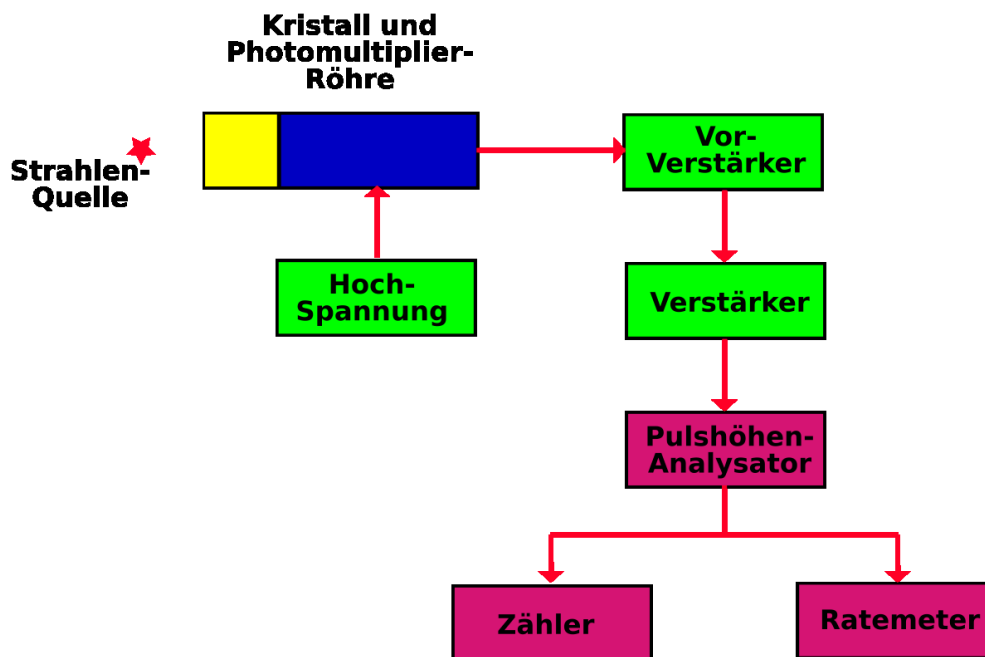 Kristall und
Photomultiplier-
Röhre
Strahlen-
Quelle
Vor-
Verstärker
Hoch-
Spannung
Verstärker
Pulshöhen-
Analysator
Zähler
Ratemeter